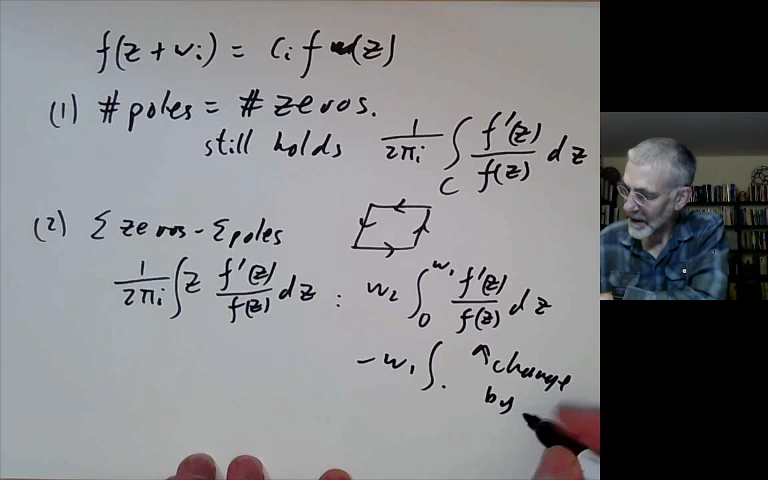 f(z + wi) = Ci f (z)
(1) # poles = # zeros.
still holds 1/2πi ∫C f'(z)/f(z) dz
(2) Σ zeros - Σ poles
1/2πi ∫ z f'(z)/f(z) dz : w2 ∫0^w1 f'(z)/f(z) dz
- w1 ∫. ↑ change
by